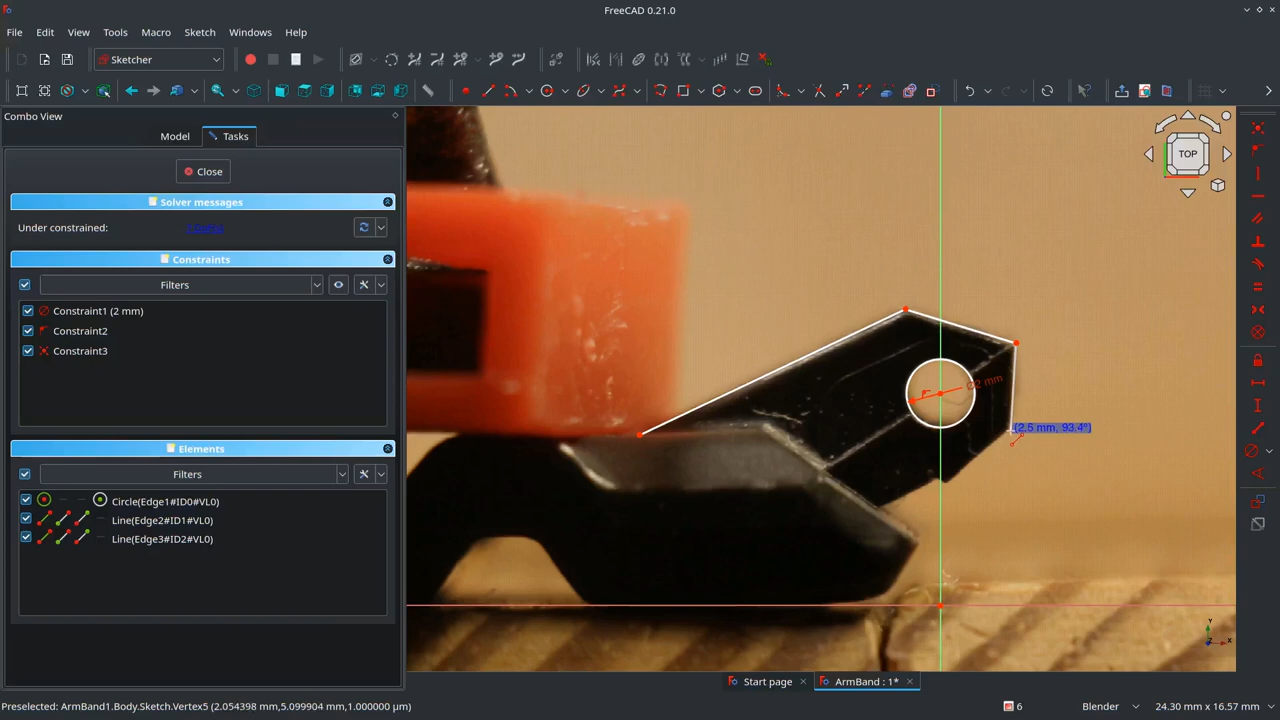 FreeCAD 0.21.0
File Edit View Tools Macro Sketch Windows Help
Sketcher
Combo View
Model Tasks
Close
Solver messages
Under constrained:
Constraints
Filters
Constraint1 (2 mm)
Constraint2
Constraint3
Elements
Filters
Circle(Edge1#ID0#VL0)
Line(Edge2#ID1#VL0)
Line(Edge3#ID2#VL0)
TOP
Ø2 mm
(2.5 mm, 93.4º)
Y
Z X
Start page ArmBand : 1*
Preselected: ArmBand1.Body.Sketch.Vertex5 (2.054398 mm,5.099904 mm,1.000000 µm) 6 Blender 24.30 mm x 16.57 mm